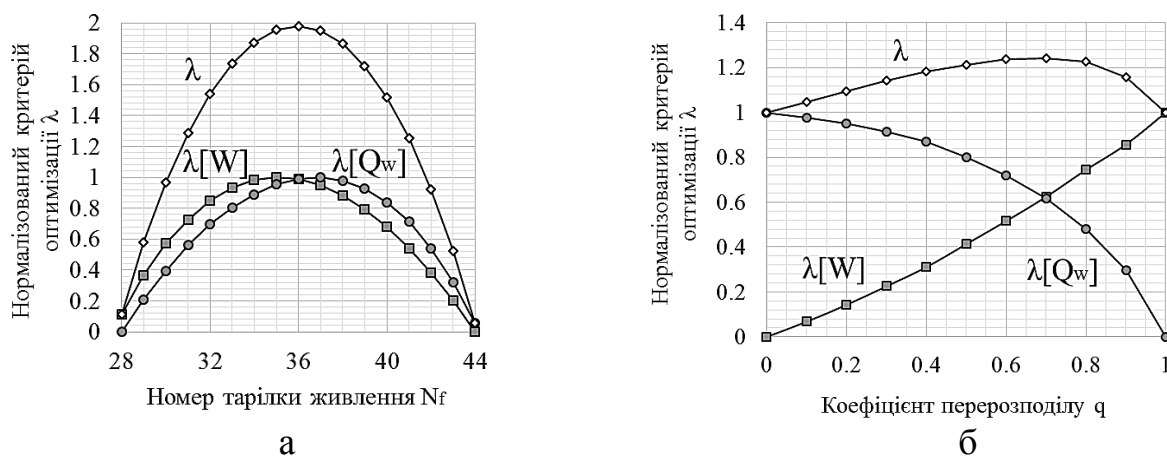 Нормалізований критерій
оптимізації λ
2
1.8
1.6
1.4
1.2
1
0.8
0.6
0.4
0.2
0
λ
λ[W]
λ[Qw]
28 32 36 40 44
Номер тарілки живлення Nf
а
Нормалізований критерій
оптимізації λ
1.4
1.2
1
0.8
0.6
0.4
0.2
0
λ
λ[W]
λ[Qw]
0 0.2 0.4 0.6 0.8 1
Коефіцієнт перерозподілу q
б